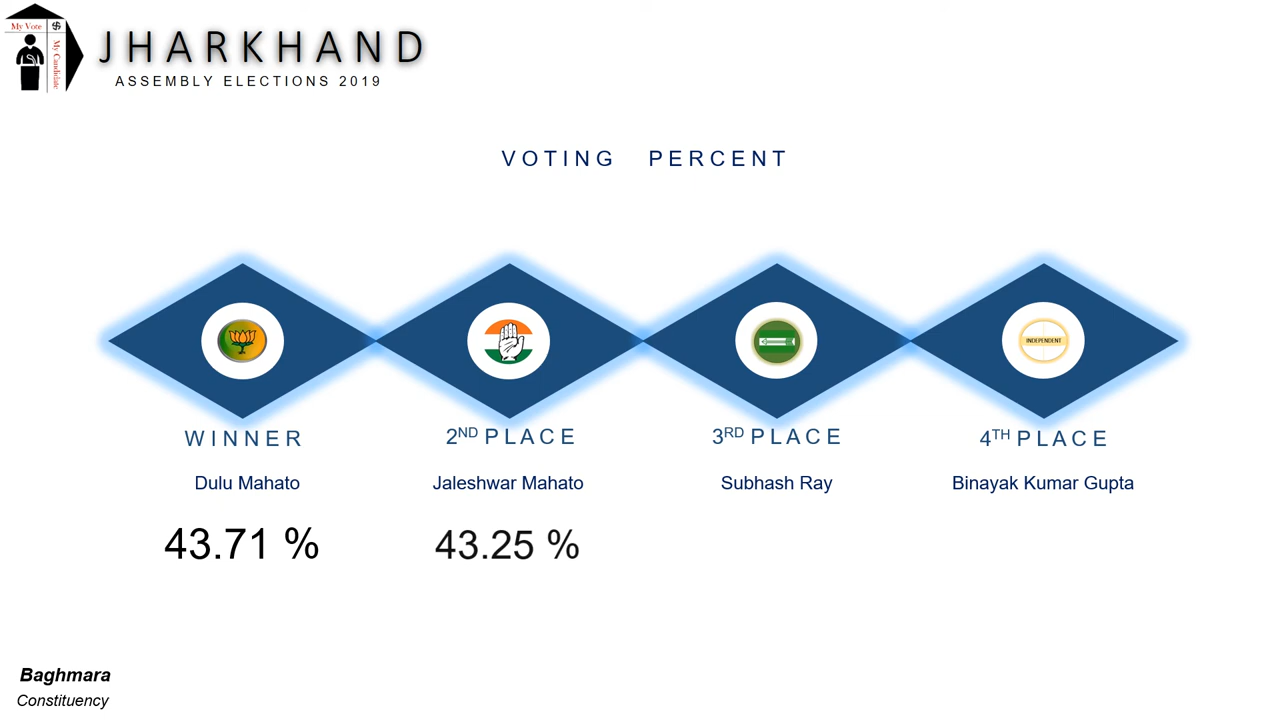 My Vote
My Candidate
JHARKHAND
ASSEMBLY ELECTIONS 2019
VOTING PERCENT
INDEPENDENT
WINNER
2ND PLACE
3RD PLACE
4TH PLACE
Dulu Mahato
Jaleshwar Mahato
Subhash Ray
Binayak Kumar Gupta
43.71 %
43.25 %
Baghmara
Constituency